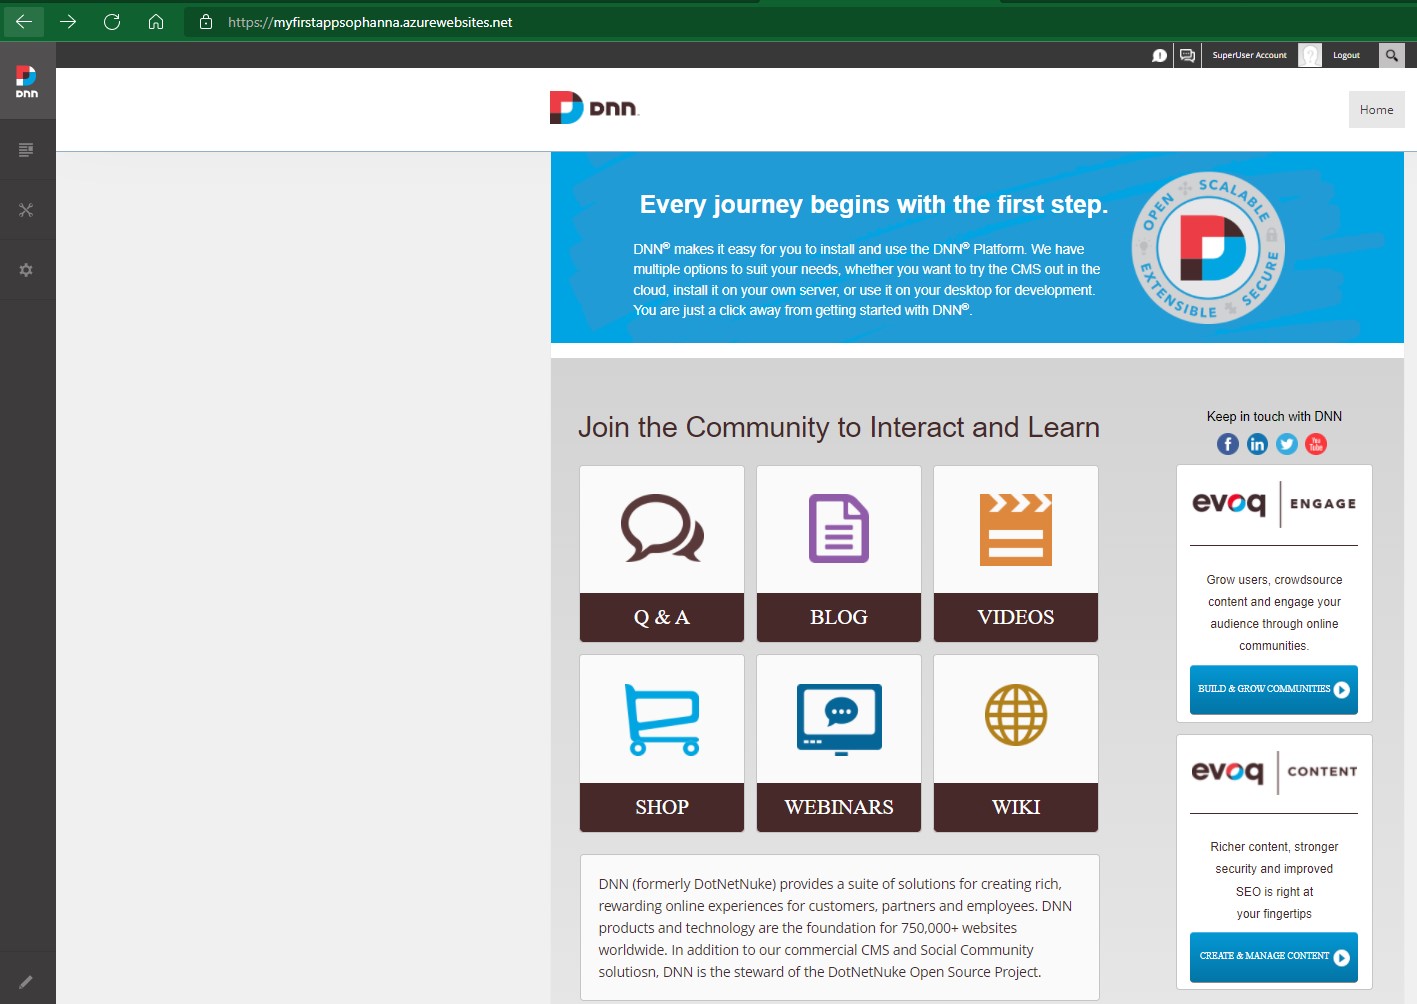 https://myfirstappsophanna.azurewebsites.net
DNN
SuperUser Account
Logout
DNN
Home
Every journey begins with the first step.
DNN® makes it easy for you to install and use the DNN® Platform. We have
multiple options to suit your needs, whether you want to try the CMS out in the
cloud, install it on your own server, or use it on your desktop for development.
You are just a click away from getting started with DNN®.
OPEN SCALABLE
EXTENSIBLE SECURE
Join the Community to Interact and Learn
Q & A
BLOG
VIDEOS
SHOP
WEBINARS
WIKI
DNN (formerly DotNetNuke) provides a suite of solutions for creating rich,
rewarding online experiences for customers, partners and employees. DNN
products and technology are the foundation for 750,000+ websites
worldwide. In addition to our commercial CMS and Social Community
solutiosn, DNN is the steward of the DotNetNuke Open Source Project.
Keep in touch with DNN
f
in
You
Tube
evoq ENGAGE
Grow users, crowdsource
content and engage your
audience through online
communities.
BUILD & GROW COMMUNITIES
evoq CONTENT
Richer content, stronger
security and improved
SEO is right at
your fingertips
CREATE & MANAGE CONTENT